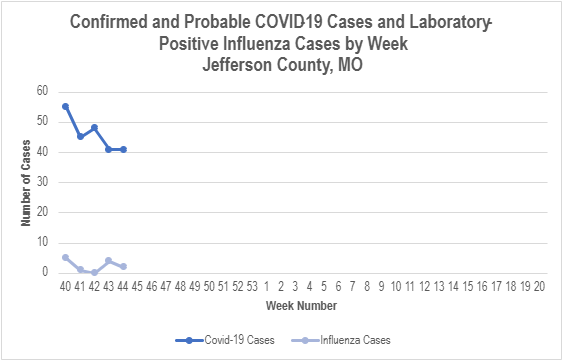 Confirmed and Probable COVID-19 Cases and Laboratory-
Positive Influenza Cases by Week
Jefferson County, MO
60
50
40
30
20
10
0
Number of Cases
40 41 42 43 44 45 46 47 48 49 50 51 52 53 1 2 3 4 5 6 7 8 9 10 11 12 13 14 15 16 17 18 19 20
Week Number
Covid-19 Cases Influenza Cases